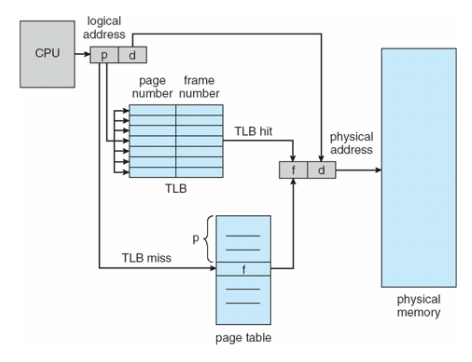 logical
address
CPU
p d
page frame
number number
TLB hit
physical
address
f d
TLB
p
TLB miss
f
physical
memory
page table